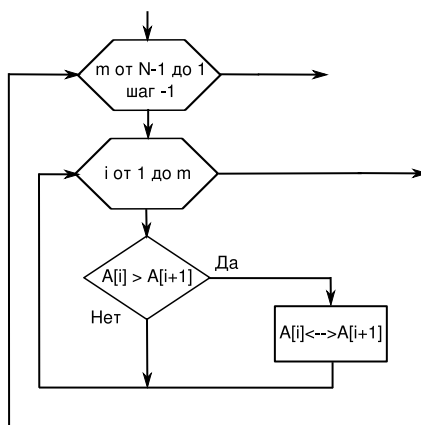 m от N-1 до 1
шаг -1
i от 1 до m
A[i] > A[i+1]
Да
Нет
A[i]<-->A[i+1]